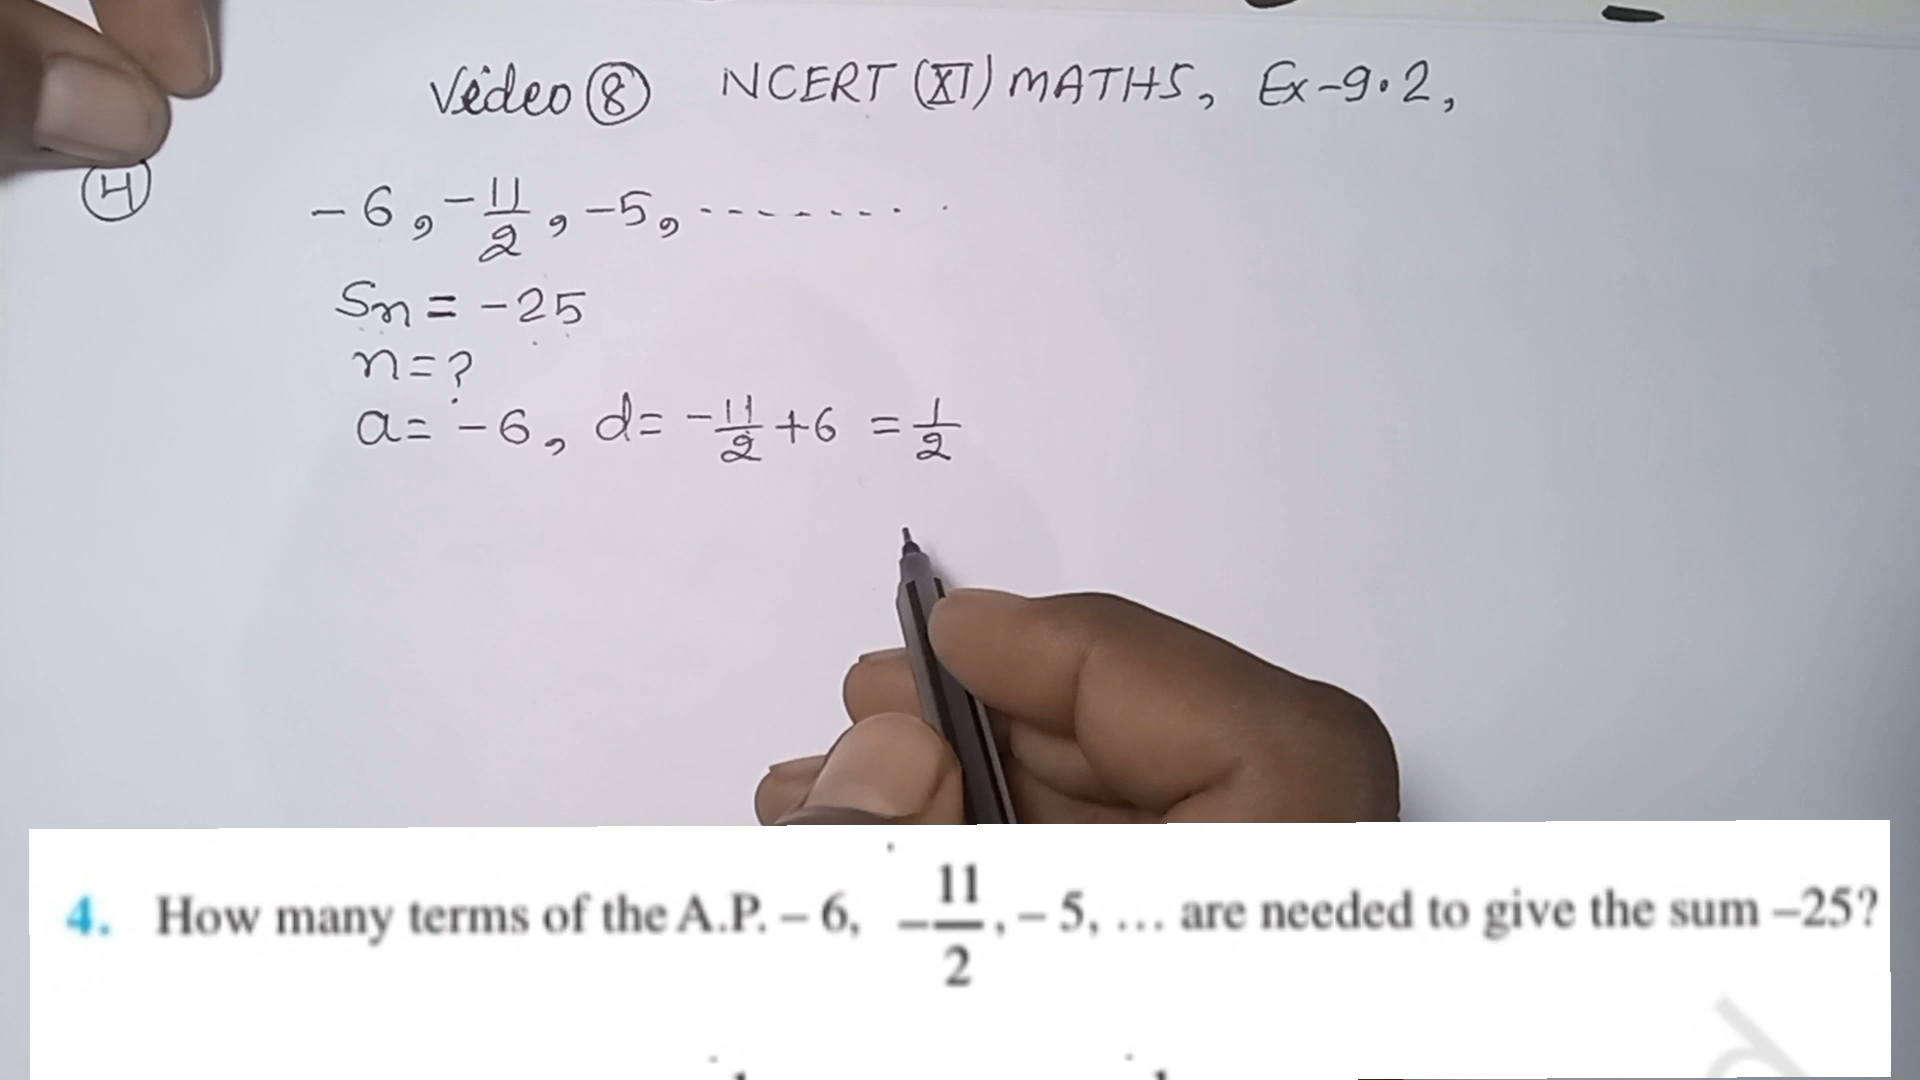 Video ⑧ NCERT (XI) MATHS, Ex-9.2,
④ -6, -11/2, -5, --------
Sn = -25
n = ?
a = -6, d = -11/2 + 6 = 1/2
4. How many terms of the A.P. – 6, –11/2, – 5, … are needed to give the sum –25?